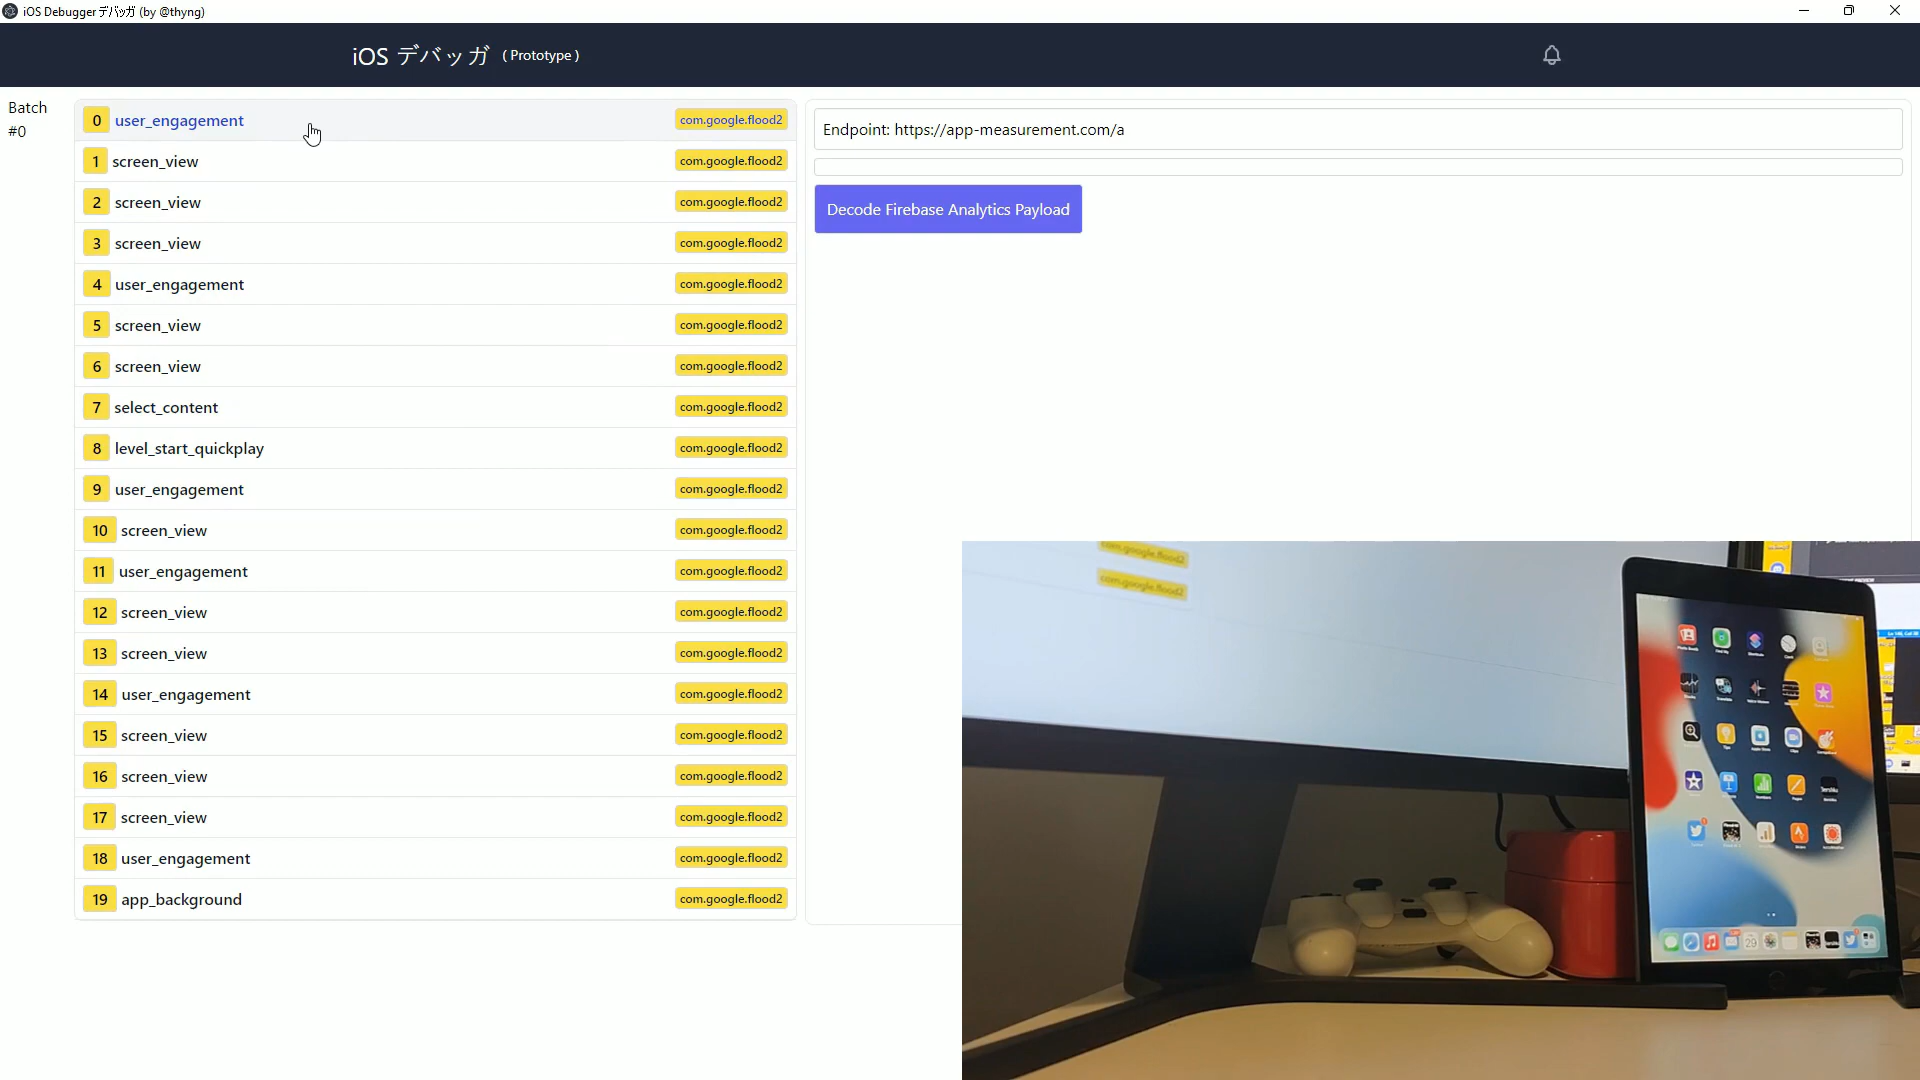 iOS Debugger デバッガ (by @thyng)
iOS デバッガ ( Prototype )
Batch
#0
0 user_engagement com.google.flood2
1 screen_view com.google.flood2
2 screen_view com.google.flood2
3 screen_view com.google.flood2
4 user_engagement com.google.flood2
5 screen_view com.google.flood2
6 screen_view com.google.flood2
7 select_content com.google.flood2
8 level_start_quickplay com.google.flood2
9 user_engagement com.google.flood2
10 screen_view com.google.flood2
11 user_engagement com.google.flood2
12 screen_view com.google.flood2
13 screen_view com.google.flood2
14 user_engagement com.google.flood2
15 screen_view com.google.flood2
16 screen_view com.google.flood2
17 screen_view com.google.flood2
18 user_engagement com.google.flood2
19 app_background com.google.flood2
Endpoint: https://app-measurement.com/a
Decode Firebase Analytics Payload
com.google.flood2
com.google.flood2